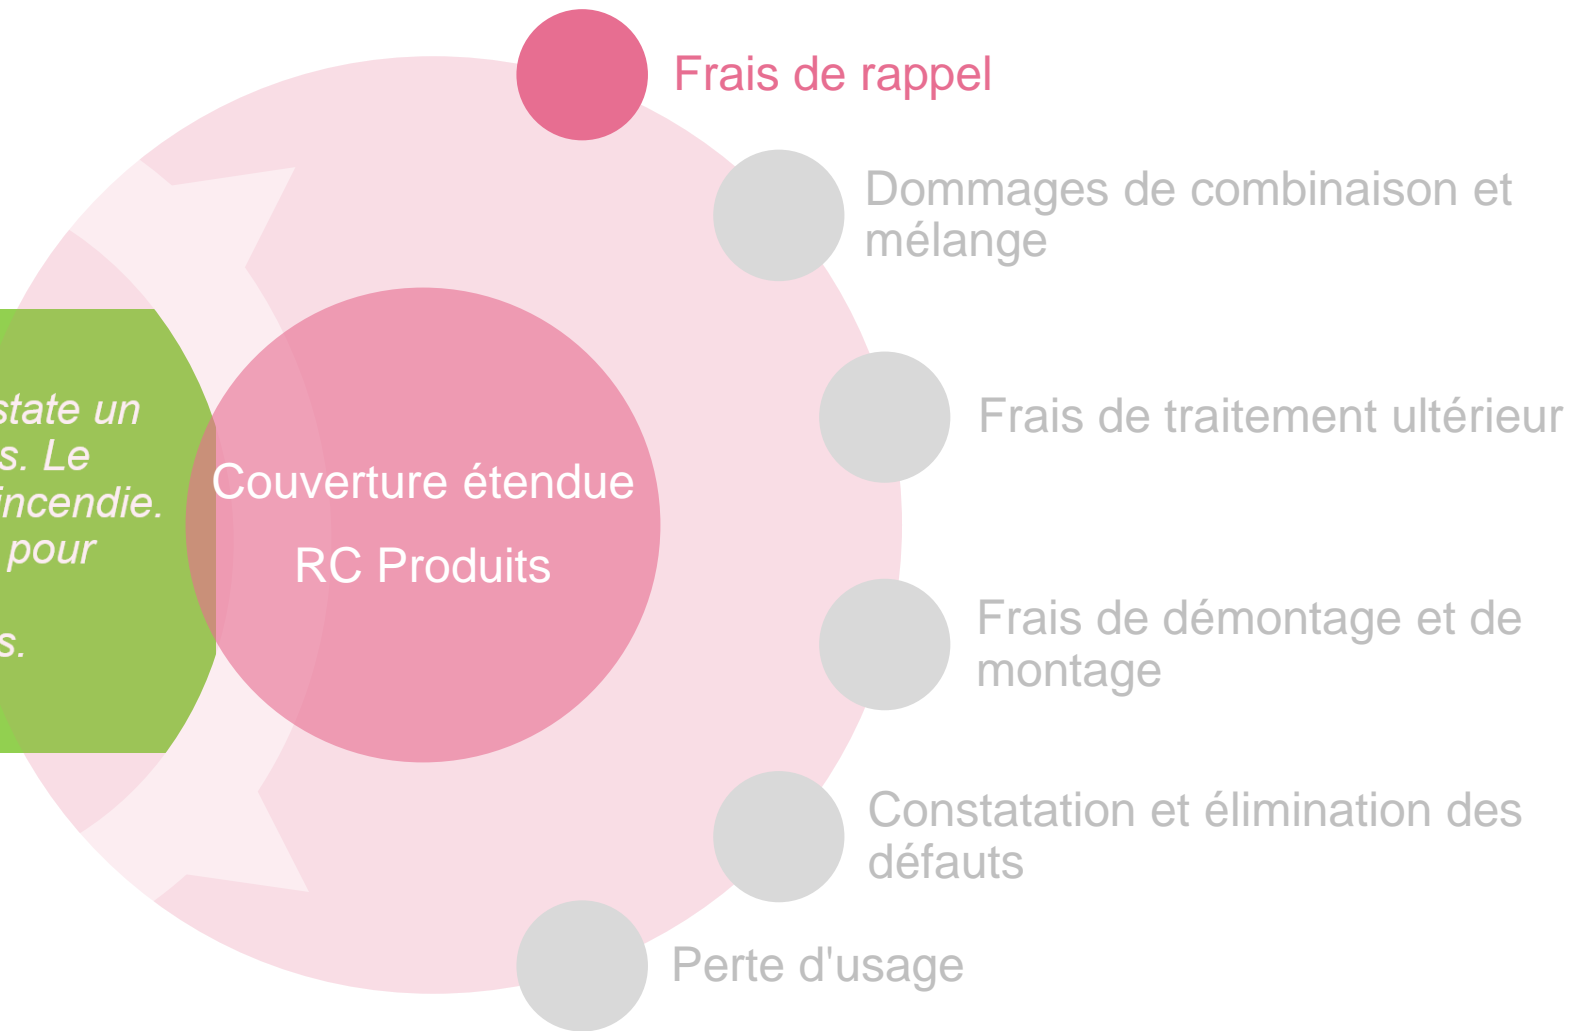 Frais de rappel
Dommages de combinaison et
mélange
Frais de traitement ultérieur
Frais de démontage et de
montage
Constatation et élimination des
défauts
Perte d'usage
Couverture étendue
RC Produits
un
s. Le
incendie.
pour
s.